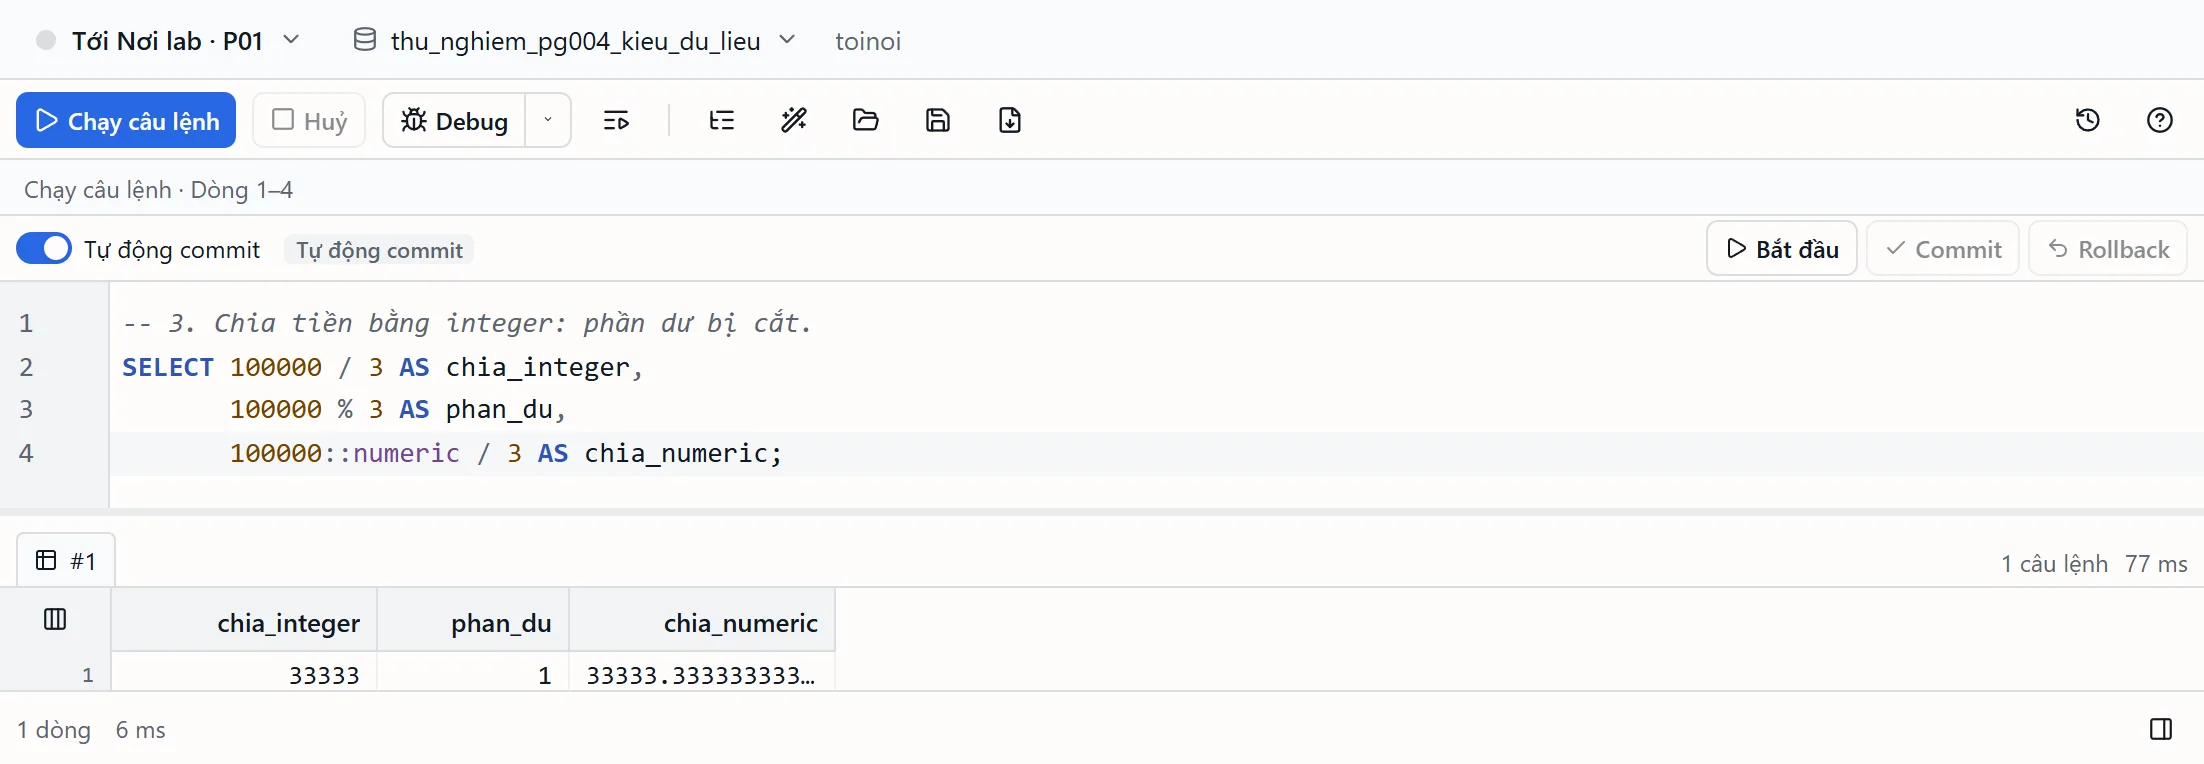 Tới Nơi lab · P01 thu_nghiem_pg004_kieu_du_lieu toinoi
Chạy câu lệnh Huỷ Debug
Chạy câu lệnh · Dòng 1–4
Tự động commit Tự động commit Bắt đầu Commit Rollback
1 -- 3. Chia tiền bằng integer: phần dư bị cắt.
2 SELECT 100000 / 3 AS chia_integer,
3 100000 % 3 AS phan_du,
4 100000::numeric / 3 AS chia_numeric;
#1 1 câu lệnh 77 ms
chia_integer phan_du chia_numeric
1 33333 1 33333.333333333…
1 dòng 6 ms